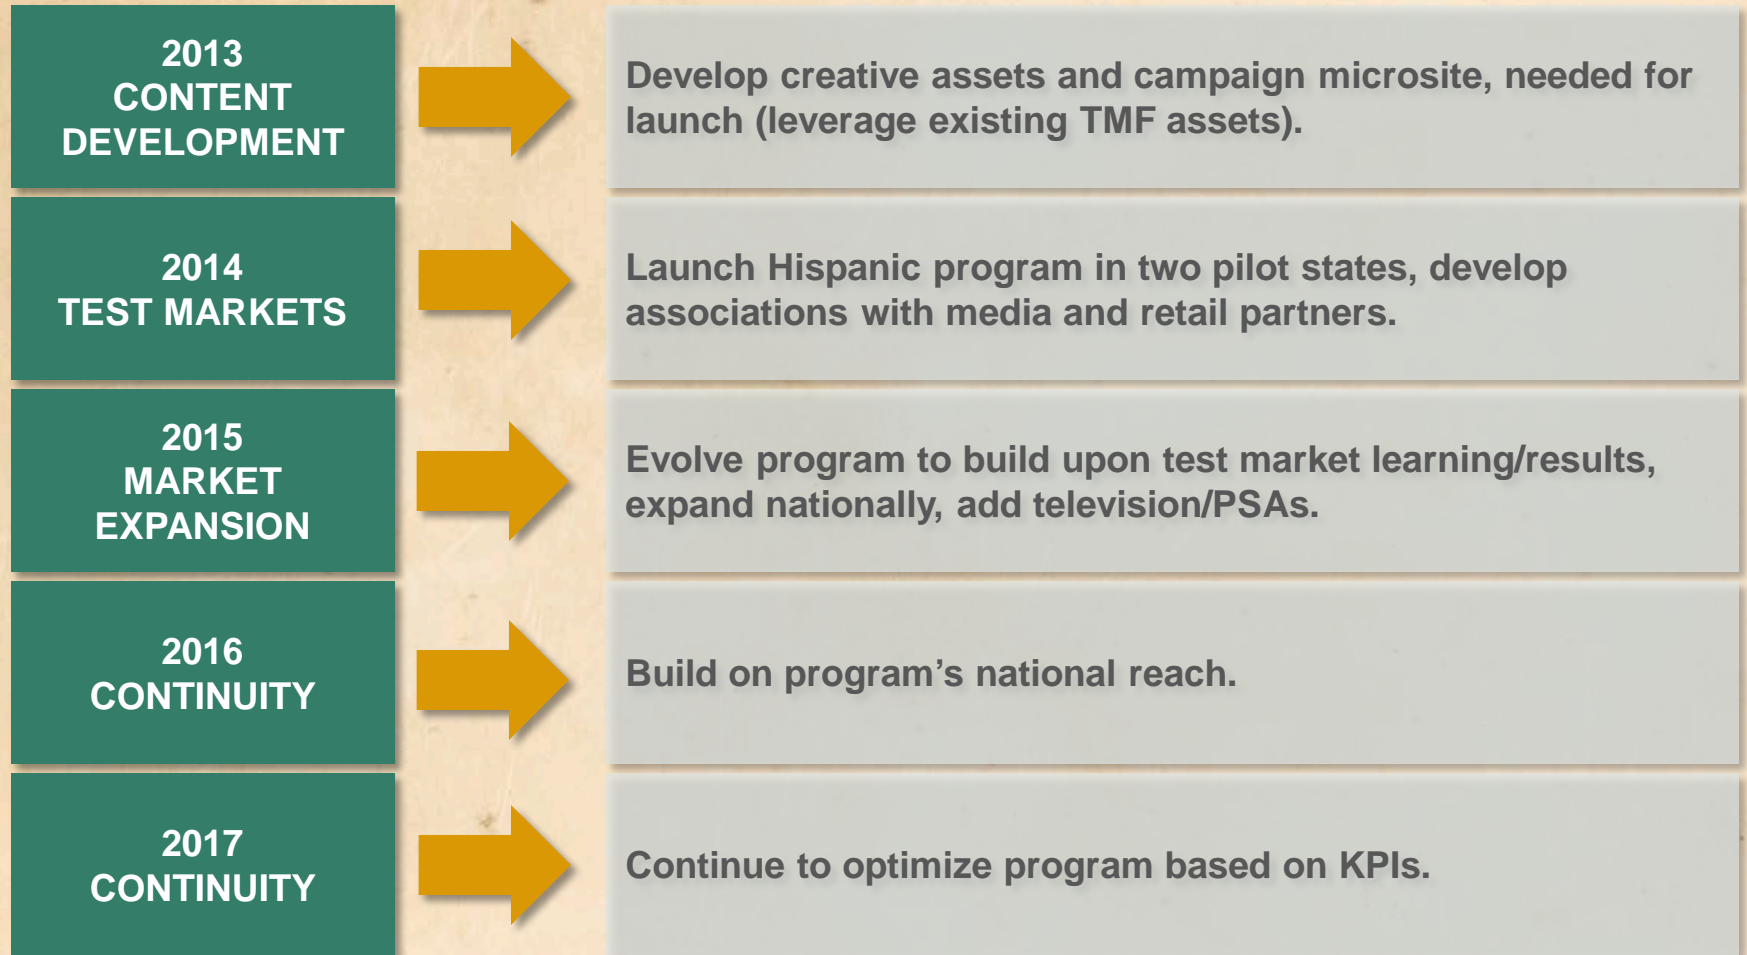 2013
CONTENT
DEVELOPMENT
Develop creative assets and campaign microsite, needed for
launch (leverage existing TMF assets).
2014
TEST MARKETS
Launch Hispanic program in two pilot states, develop
associations with media and retail partners.
2015
MARKET
EXPANSION
Evolve program to build upon test market learning/results,
expand nationally, add television/PSAs.
2016
CONTINUITY
Build on program’s national reach.
2017
CONTINUITY
Continue to optimize program based on KPIs.